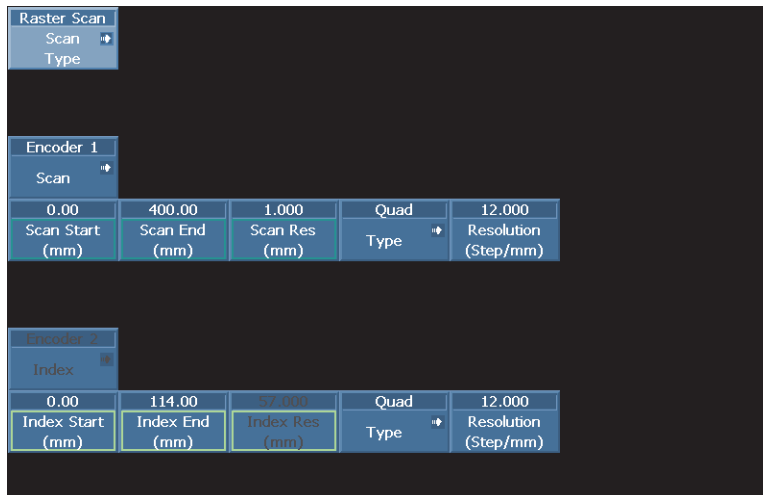 Raster Scan
Scan
Type
Encoder 1
Scan
0.00 400.00 1.000 Quad 12.000
Scan Start Scan End Scan Res Type Resolution
(mm) (mm) (mm) (Step/mm)
Encoder 2
Index
0.00 114.00 57.000 Quad 12.000
Index Start Index End Index Res Type Resolution
(mm) (mm) (mm) (Step/mm)